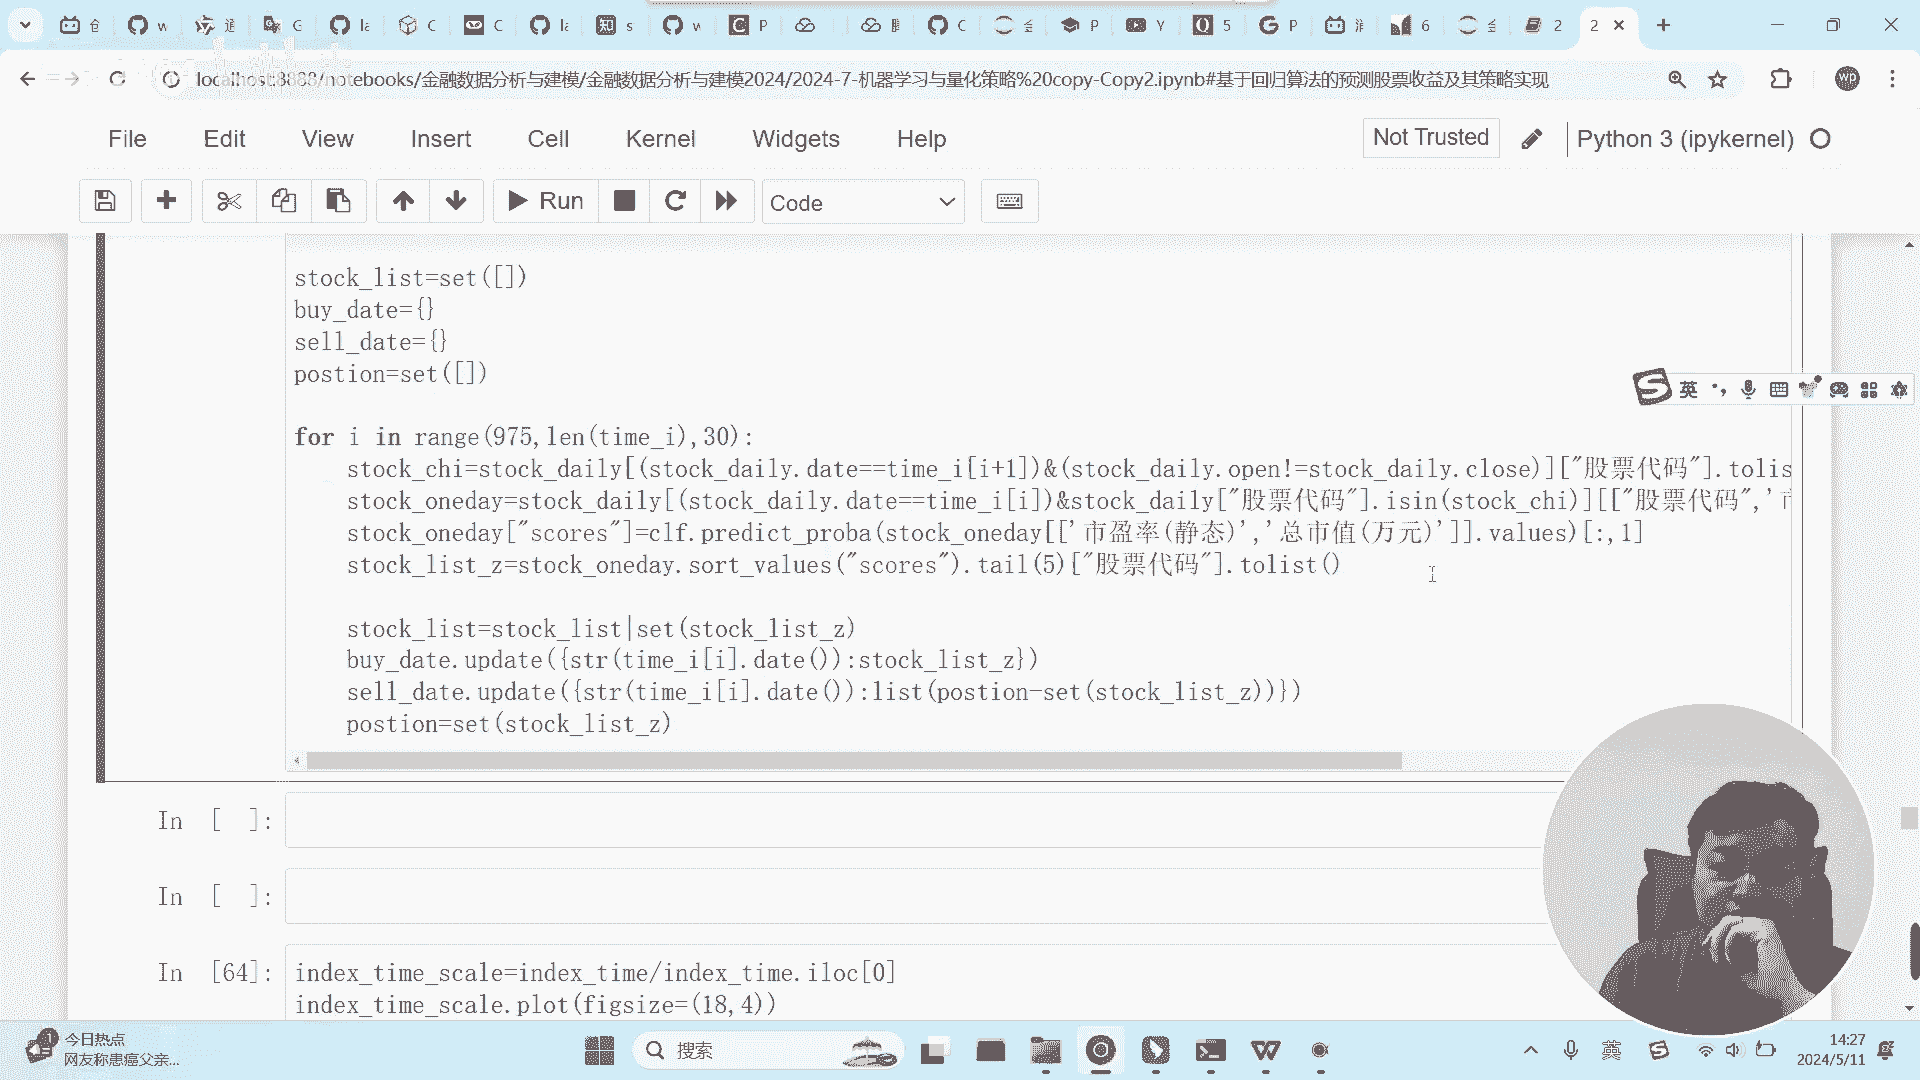 localhost:8888/notebooks/金融数据分析与建模/金融数据分析与建模2024/2024-7-机器学习与量化策略%20copy-Copy2.ipynb#基于回归算法的预测股票收益及其策略实现
wp
File Edit View Insert Cell Kernel Widgets Help Not Trusted Python 3 (ipykernel)
Run Code
stock_list=set([])
buy_date={}
sell_date={}
postion=set([])
for i in range(975,len(time_i),30):
stock_chi=stock_daily[(stock_daily.date==time_i[i+1])&(stock_daily.open!=stock_daily.close)]["股票代码"].tolis
stock_oneday=stock_daily[(stock_daily.date==time_i[i])&stock_daily["股票代码"].isin(stock_chi)][["股票代码",'市
stock_oneday["scores"]=clf.predict_proba(stock_oneday[['市盈率(静态)','总市值(万元)']].values)[:,1]
stock_list_z=stock_oneday.sort_values("scores").tail(5)["股票代码"].tolist()
stock_list=stock_list|set(stock_list_z)
buy_date.update({str(time_i[i].date()):stock_list_z})
sell_date.update({str(time_i[i].date()):list(postion-set(stock_list_z))})
postion=set(stock_list_z)
In [ ]:
In [ ]:
In [64]:
index_time_scale=index_time/index_time.iloc[0]
index_time_scale.plot(figsize=(18,4))
英
今日热点
网友称患癌父亲...
搜索
英
14:27
2024/5/11